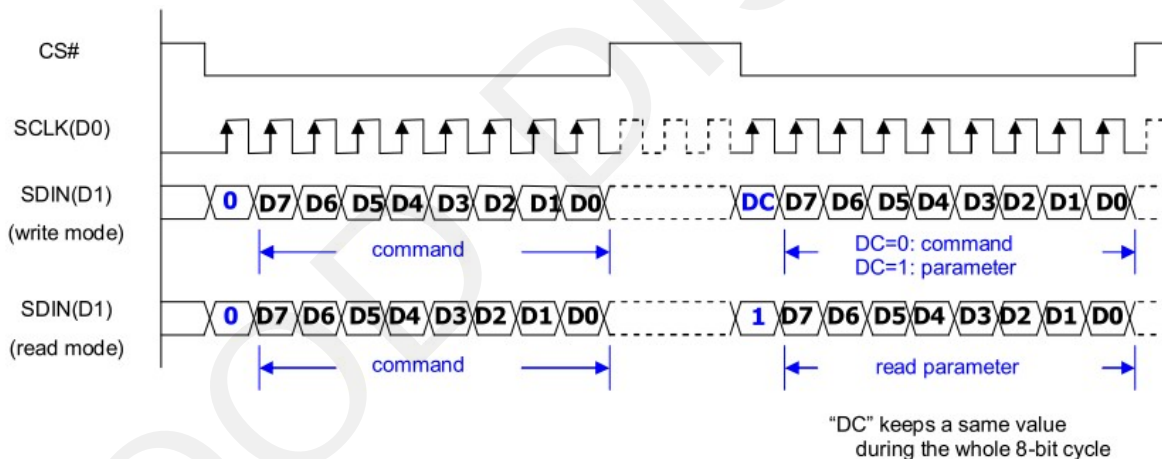 CS#
SCLK(D0)
SDIN(D1) 0 D7 D6 D5 D4 D3 D2 D1 D0 DC D7 D6 D5 D4 D3 D2 D1 D0
(write mode)
command
DC=0: command
DC=1: parameter
SDIN(D1) 0 D7 D6 D5 D4 D3 D2 D1 D0 1 D7 D6 D5 D4 D3 D2 D1 D0
(read mode)
command read parameter
“DC” keeps a same value
during the whole 8-bit cycle